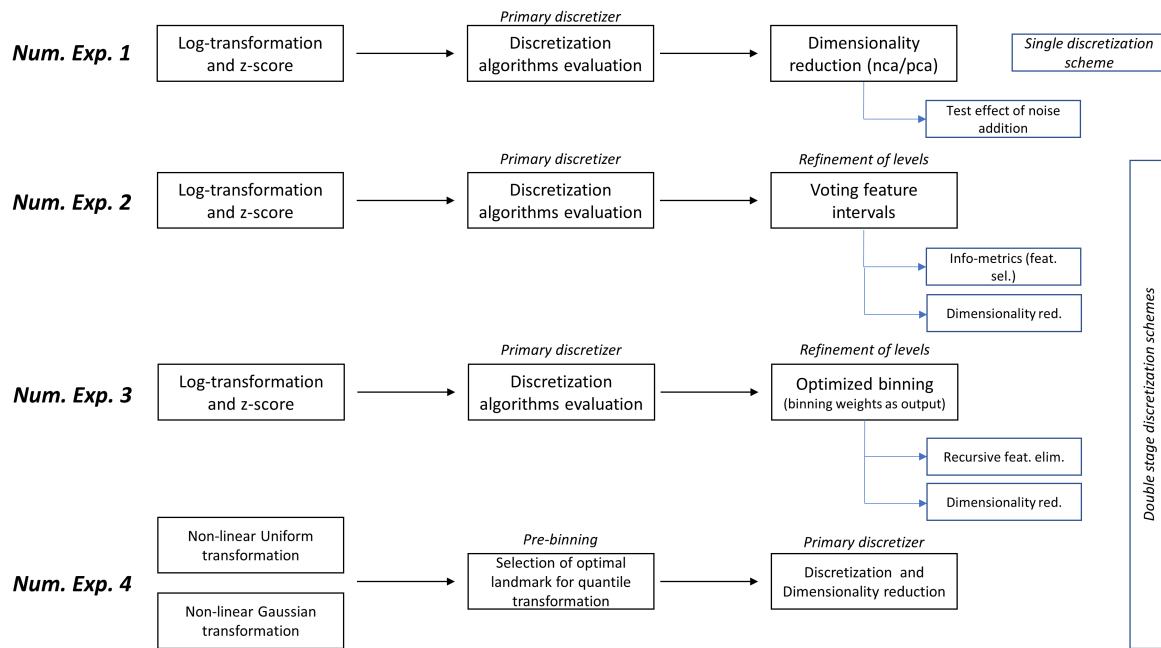 Primary discretizer
Num. Exp. 1
Log-transformation
and z-score
Discretization
algorithms evaluation
Dimensionality
reduction (nca/pca)
Single discretization
scheme
Test effect of noise
addition
Primary discretizer
Refinement of levels
Num. Exp. 2
Log-transformation
and z-score
Discretization
algorithms evaluation
Voting feature
intervals
Info-metrics (feat.
sel.)
Dimensionality red.
Double stage discretization schemes
Primary discretizer
Refinement of levels
Num. Exp. 3
Log-transformation
and z-score
Discretization
algorithms evaluation
Optimized binning
(binning weights as output)
Recursive feat. elim.
Dimensionality red.
Num. Exp. 4
Non-linear Uniform
transformation
Non-linear Gaussian
transformation
Pre-binning
Selection of optimal
landmark for quantile
transformation
Primary discretizer
Discretization and
Dimensionality reduction